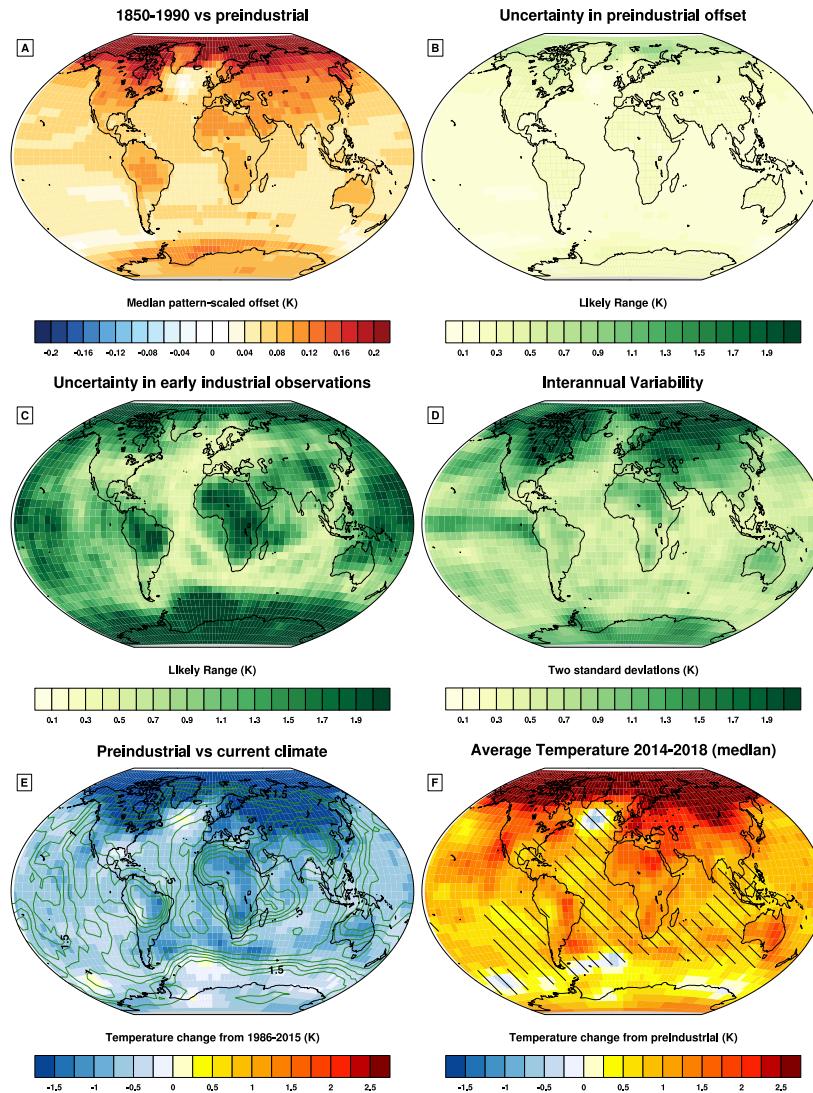 1850-1990 vs preindustrial
Uncertainty in preindustrial offset
A
B
Median pattern-scaled offset (K)
Likely Range (K)
-0.2 -0.16 -0.12 -0.08 -0.04 0 0.04 0.08 0.12 0.16 0.2
0.1 0.3 0.5 0.7 0.9 1.1 1.3 1.5 1.7 1.9
Uncertainty in early industrial observations
Interannual Variability
C
D
Likely Range (K)
Two standard deviations (K)
0.1 0.3 0.5 0.7 0.9 1.1 1.3 1.5 1.7 1.9
0.1 0.3 0.5 0.7 0.9 1.1 1.3 1.5 1.7 1.9
Preindustrial vs current climate
Average Temperature 2014-2018 (median)
E
F
1.5
1
1
.5
.5
1.5
1.5
1
Temperature change from 1986-2015 (K)
Temperature change from preindustrial (K)
-1.5 -1 -0.5 0 0.5 1 1.5 2 2.5
-1.5 -1 -0.5 0 0.5 1 1.5 2 2.5